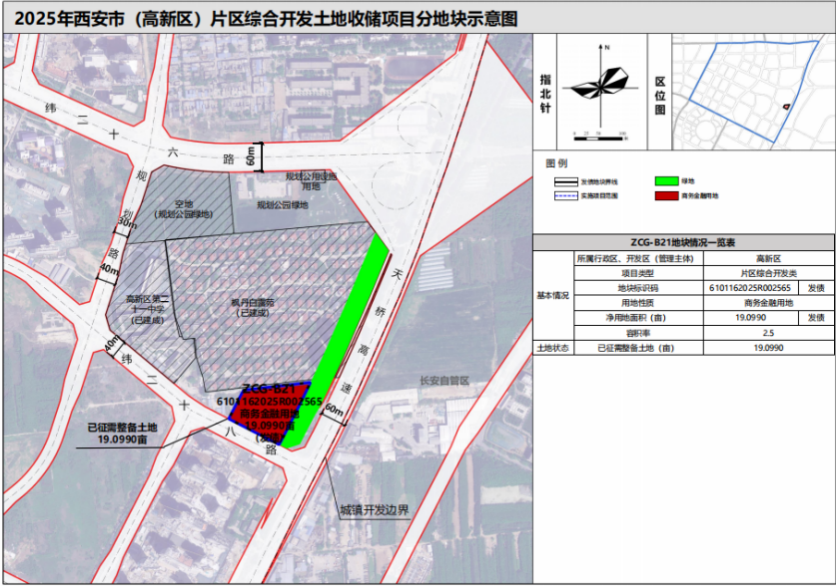 2025年西安市（高新区）片区综合开发土地收储项目分地块示意图
纬二十六路
60m
规划公用设施
用地
规划公园绿地
空地
(规划公园绿地)
规划路
30m
40m
高新区第二
十一中学
(已建成)
枫丹白露苑
(已建成)
天桥高速
长安自管区
40m
纬二十八路
ZCG-B21
6101162025R002565
商务金融用地
19.0990亩
60m
已征需整备土地
19.0990亩
城镇开发边界
指北针
N
区位图
图例
发债地块界线
绿地
实施项目范围
商务金融用地
ZCG-B21地块情况一览表
基本情况
所属行政区、开发区（管理主体）
高新区
项目类型
片区综合开发类
地块标识码
6101162025R002565
发债
用地性质
商务金融用地
净用地面积（亩）
19.0990
发债
容积率
2.5
土地状态
已征需整备土地（亩）
19.0990